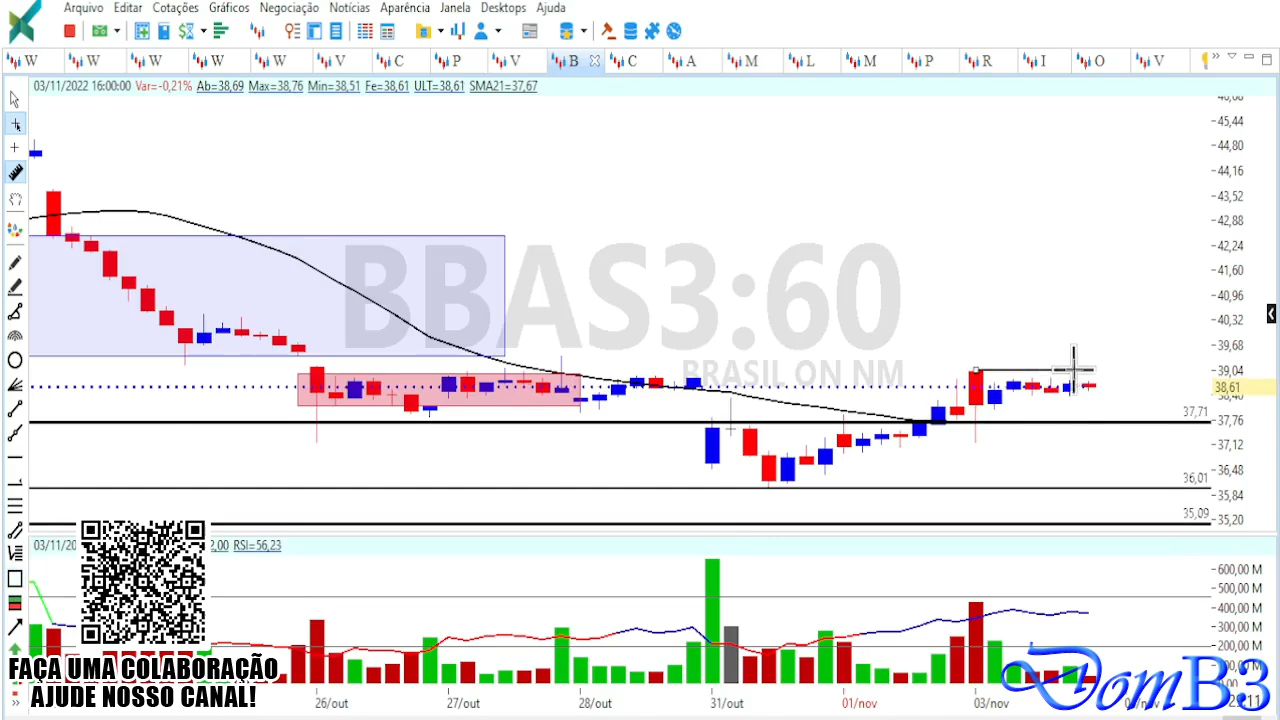 Arquivo Editar Cotações Gráficos Negociação Notícias Aparência Janela Desktops Ajuda
W W W W W V C P V B C A M L M P R I O V
03/11/2022 16:00:00 Var=-0,21% Ab=38,69 Max=38,76 Min=38,51 Fe=38,61 ULT=38,61 SMA21=37,67
45,44
44,80
44,16
43,52
42,88
42,24
41,60
40,96
40,32
39,68
39,04
38,61
37,76
37,12
36,48
35,84
35,20
BBAS3:60
BRASIL ON NM
37,71
36,01
35,09
RSI=56,23
600,00 M
500,00 M
400,00 M
300,00 M
200,00 M
26/out 27/out 28/out 31/out 01/nov 03/nov
FAÇA UMA COLABORAÇÃO
AJUDE NOSSO CANAL!
DomB3